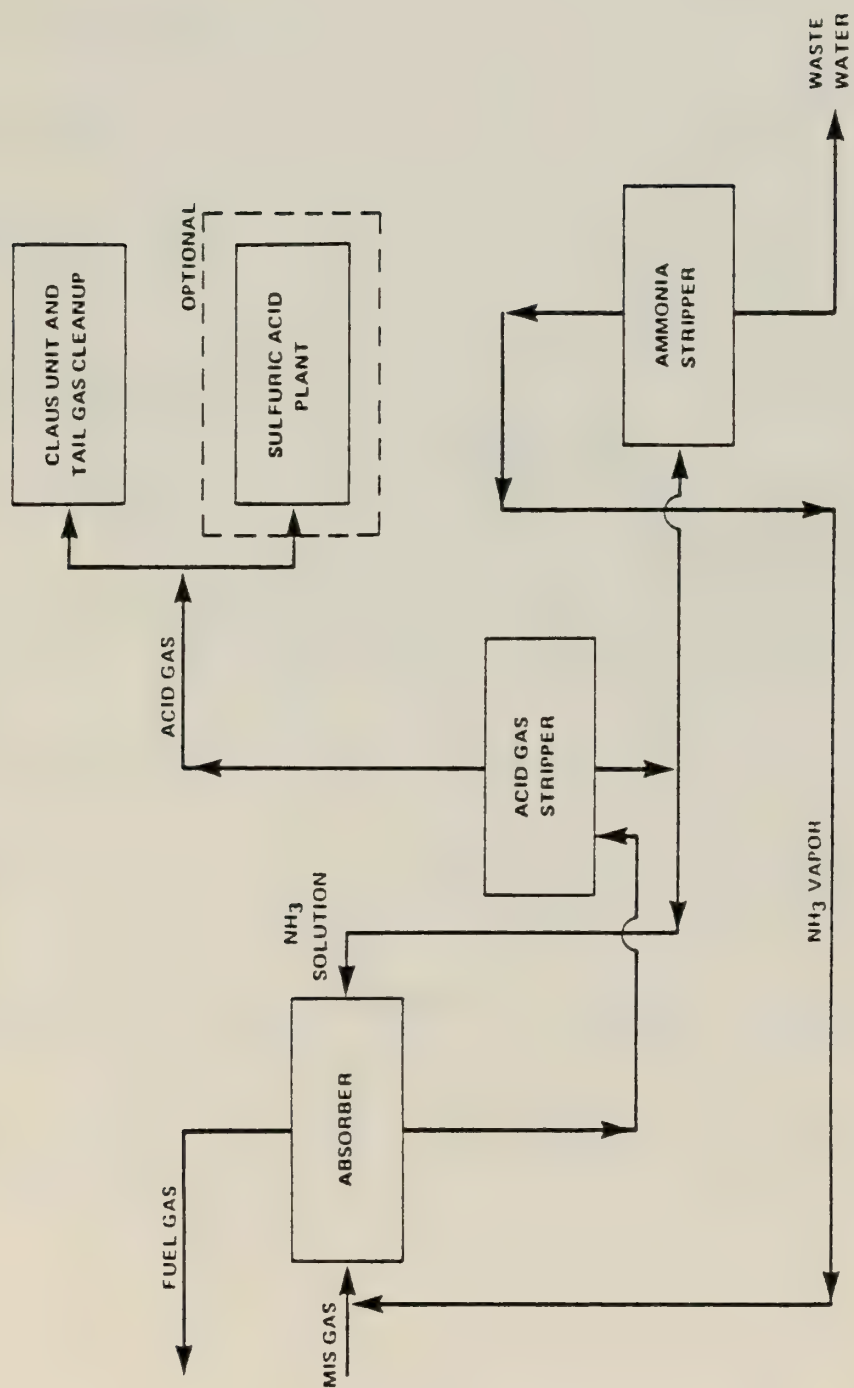 FUEL GAS
MIS GAS
ABSORBER
NH3
SOLUTION
ACID GAS
ACID GAS
STRIPPER
CLAUS UNIT AND
TAIL GAS CLEANUP
OPTIONAL
SULFURIC ACID
PLANT
AMMONIA
STRIPPER
NH3 VAPOR
WASTE
WATER